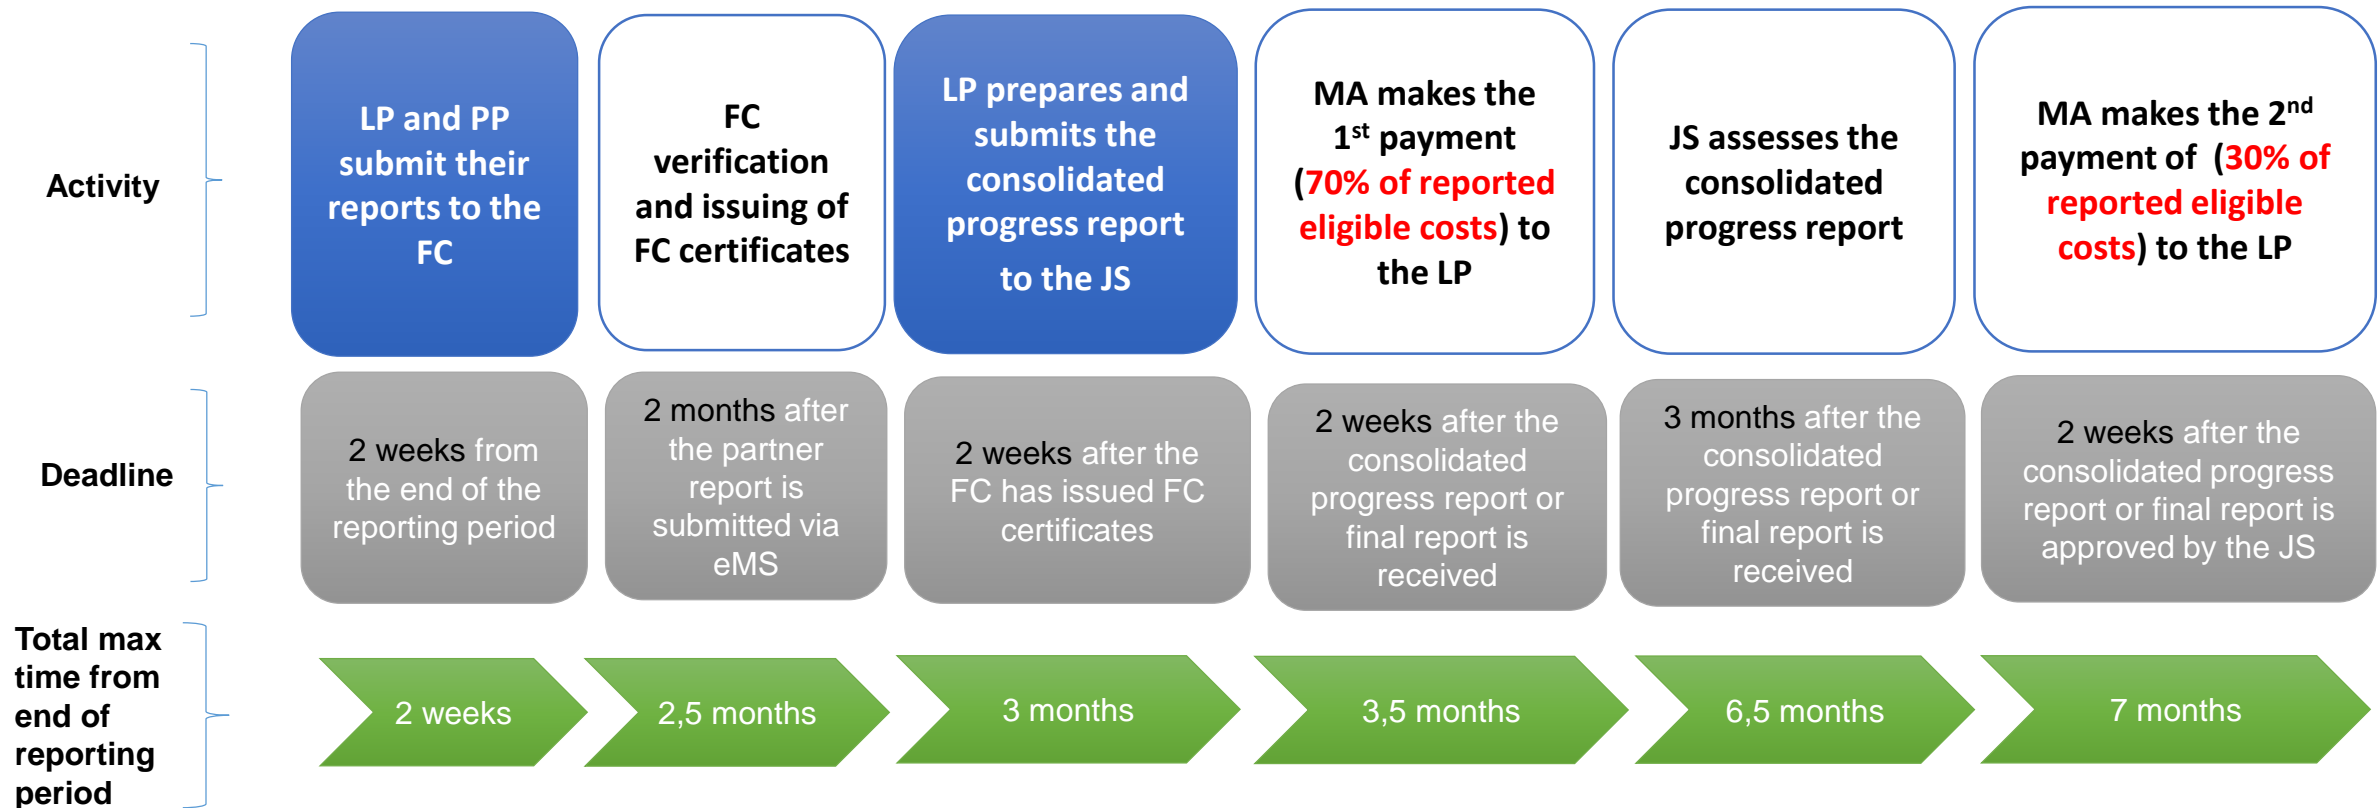 Activity
LP and PP
submit their
reports to the
FC
FC
verification
and issuing of
FC certificates
LP prepares and
submits the
consolidated
progress report
to the JS
MA makes the
1st payment
(70% of reported
eligible costs) to
the LP
JS assesses the
consolidated
progress report
MA makes the 2nd
payment of (30% of
reported eligible
costs) to the LP
Deadline
2 weeks from
the end of the
reporting period
2 months after
the partner
report is
submitted via
eMS
2 weeks after the
FC has issued FC
certificates
2 weeks after the
consolidated
progress report or
final report is
received
3 months after the
consolidated
progress report or
final report is
received
2 weeks after the
consolidated progress
report or final report is
approved by the JS
Total max
time from
end of
reporting
period
2 weeks
2,5 months
3 months
3,5 months
6,5 months
7 months